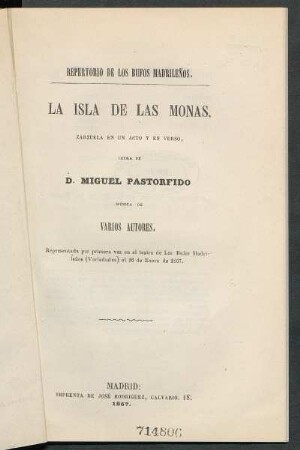 REPERTORIO DE LOS BUFOS MADRILEÑOS.
LA ISLA DE LAS MONAS,
ZARZUELA EN UN ACTO Y EN VERSO,
LETRA DE
D. MIGUEL PASTORFIDO
MÚSICA DE
VARIOS AUTORES.
Representada por primera vez en el teatro de Los Bufos Madri-
leños (Variedades) el de Enero de 1867.
MADRID:
IMPRENTA DE JOSÉ RODRIGUEZ, CALVARIO, 18.
1867.
714806